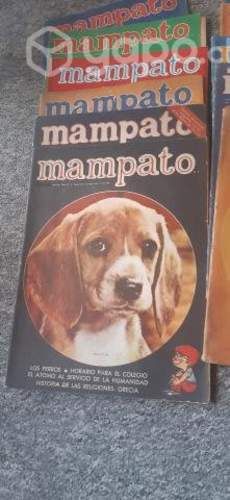 mampato
mampato
mampato
mampato
mampato
mampato
LOS PERROS • HORARIO PARA EL COLEGIO
EL ATOMO AL SERVICIO DE LA HUMANIDAD
HISTORIA DE LAS RELIGIONES: GRECIA